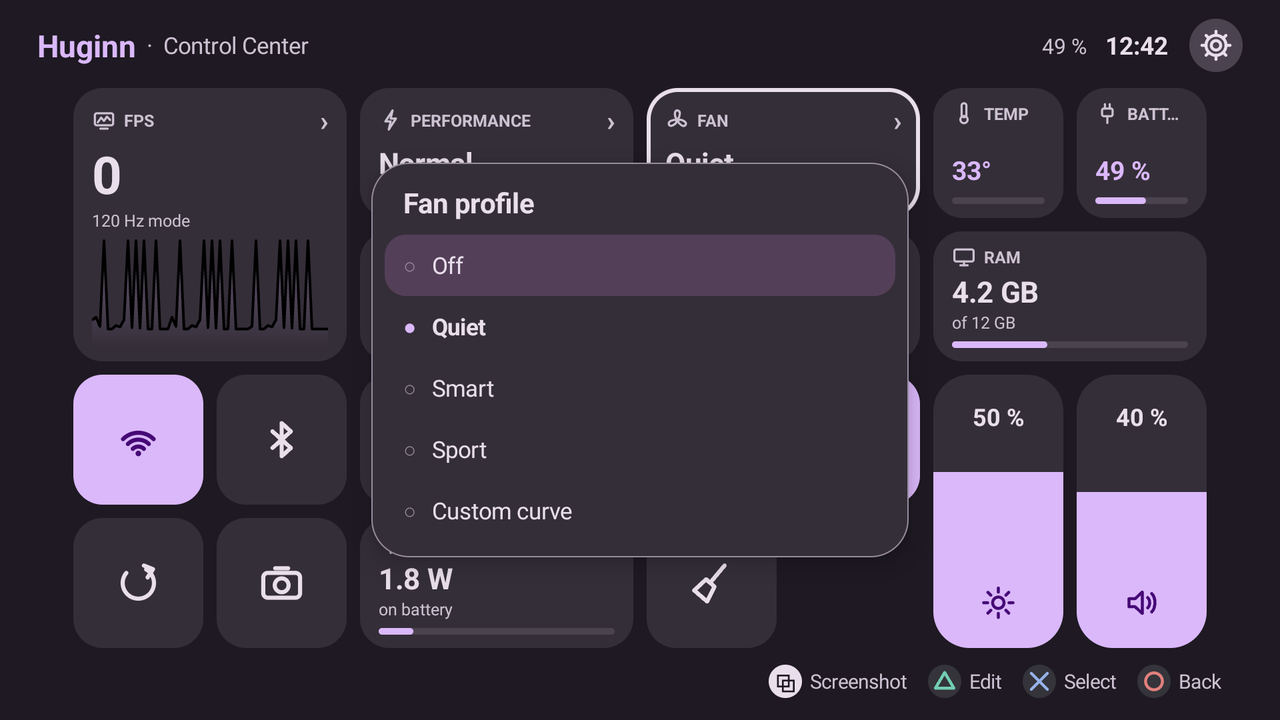 Huginn · Control Center
49 % 12:42
FPS ›
0
120 Hz mode
PERFORMANCE ›
Normal
FAN ›
Quiet
TEMP
33°
BATT…
49 %
RAM
4.2 GB
of 12 GB
Fan profile
Off
Quiet
Smart
Sport
Custom curve
50 %
40 %
1.8 W
on battery
Screenshot Edit Select Back